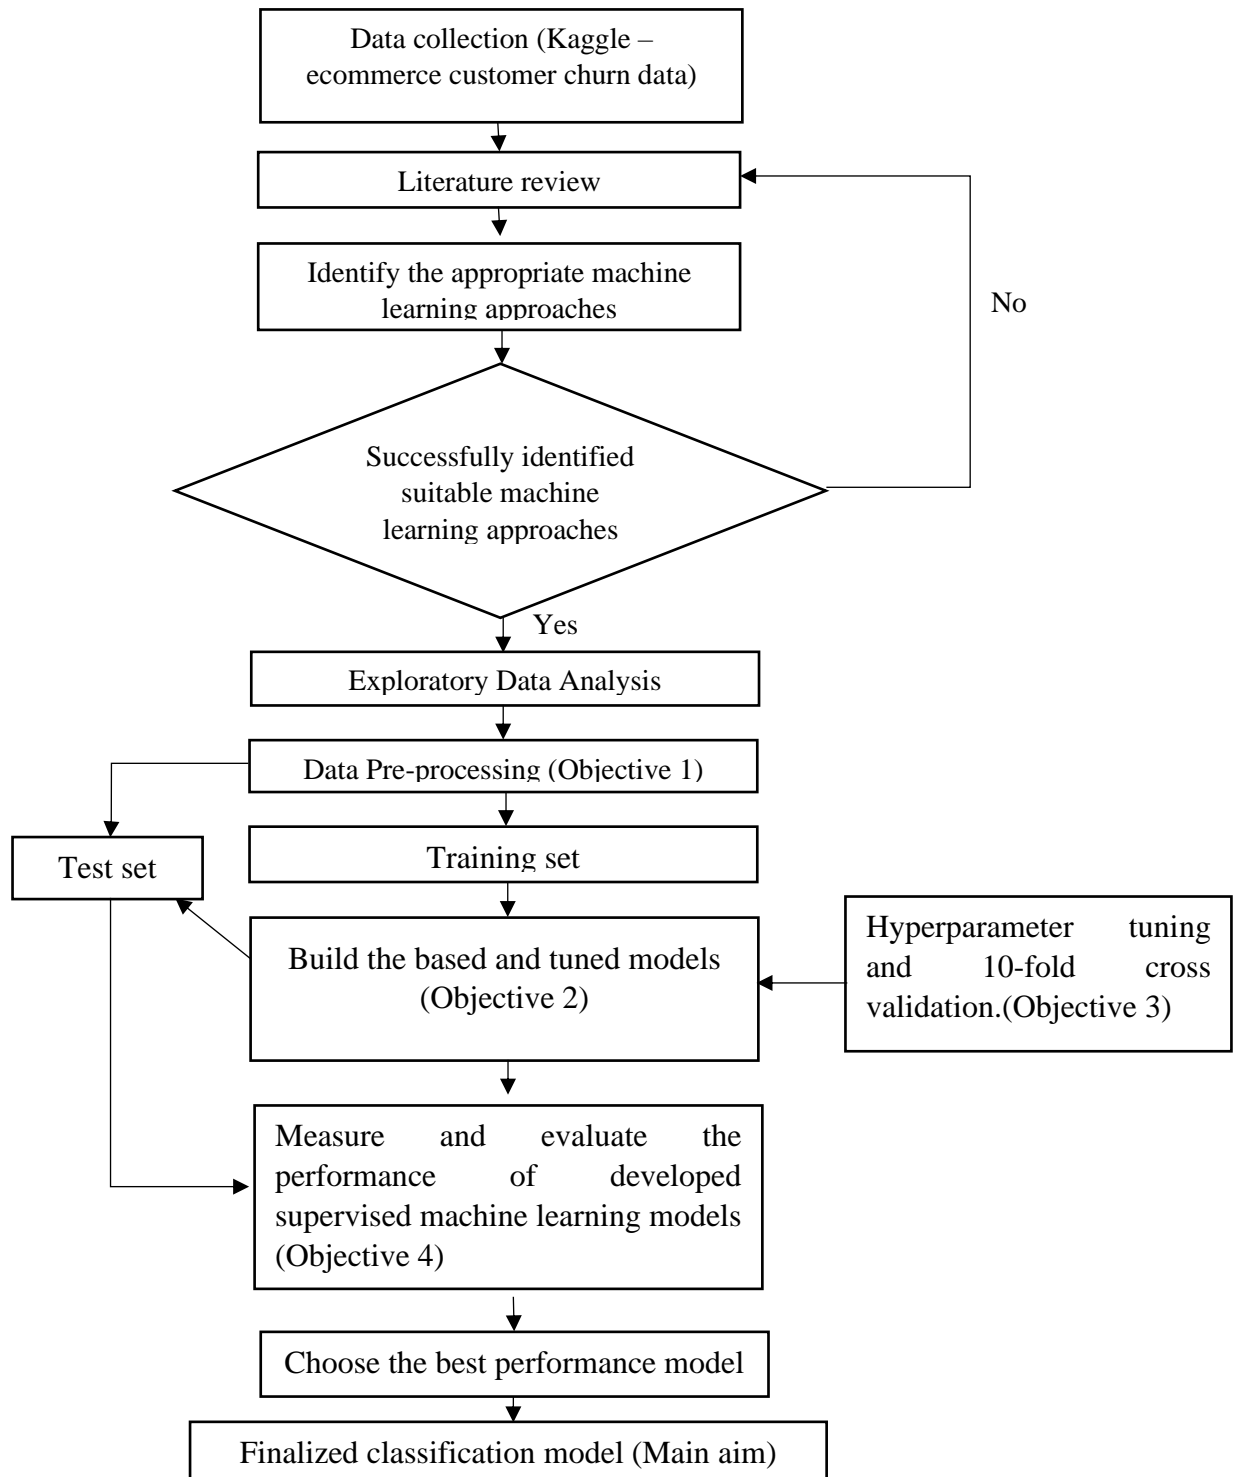 Data collection (Kaggle –
ecommerce customer churn data)
Literature review
Identify the appropriate machine
learning approaches
No
Successfully identified
suitable machine
learning approaches
Yes
Exploratory Data Analysis
Data Pre-processing (Objective 1)
Test set
Training set
Build the based and tuned models
(Objective 2)
Hyperparameter tuning
and 10-fold cross
validation.(Objective 3)
Measure and evaluate the
performance of developed
supervised machine learning models
(Objective 4)
Choose the best performance model
Finalized classification model (Main aim)